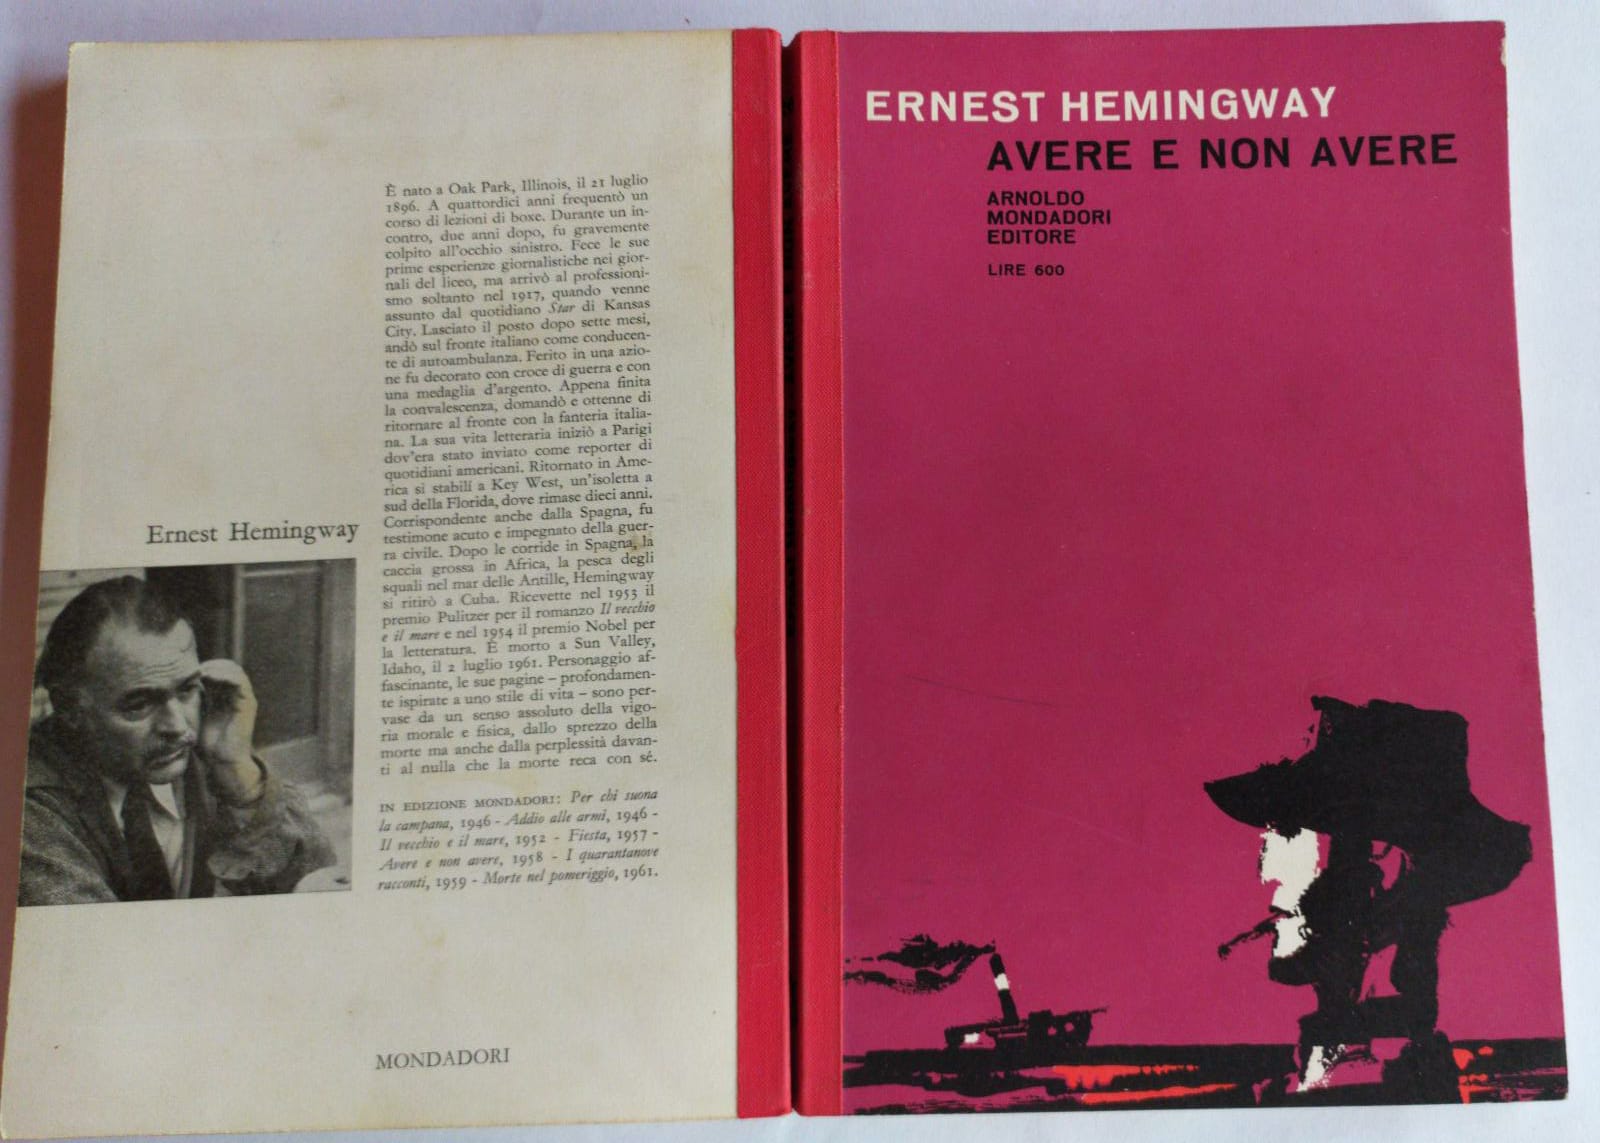 Ernest Hemingway
È nato a Oak Park, Illinois, il 21 luglio
1896. A quattordici anni frequentò un
corso di lezioni di boxe. Durante un in-
contro, due anni dopo, fu gravemente
colpito all'occhio sinistro. Fece le sue
prime esperienze giornalistiche nei gior-
nali del liceo, ma arrivò al professioni-
smo soltanto nel 1917, quando venne
assunto dal quotidiano Star di Kansas
City. Lasciato il posto dopo sette mesi,
andò sul fronte italiano come conducen-
te di autoambulanza. Ferito in una azio-
ne fu decorato con croce di guerra e con
una medaglia d'argento. Appena finita
la convalescenza, domandò e ottenne di
ritornare al fronte con la fanteria italia-
na. La sua vita letteraria iniziò a Parigi
dov'era stato inviato come reporter di
quotidiani americani. Ritornato in Ame-
rica si stabilí a Key West, un'isoletta a
sud della Florida, dove rimase dieci anni.
Corrispondente anche dalla Spagna, fu
testimone acuto e impegnato della guer-
ra civile. Dopo le corride in Spagna, la
caccia grossa in Africa, la pesca degli
squali nel mar delle Antille, Hemingway
si ritirò a Cuba. Ricevette nel 1953 il
premio Pulitzer per il romanzo Il vecchio
e il mare e nel 1954 il premio Nobel per
la letteratura. È morto a Sun Valley,
Idaho, il 2 luglio 1961. Personaggio af-
fascinante, le sue pagine – profondamen-
te ispirate a uno stile di vita – sono per-
vase da un senso assoluto della vigo-
ria morale e fisica, dallo sprezzo della
morte ma anche dalla perplessità davan-
ti al nulla che la morte reca con sé.
IN EDIZIONE MONDADORI: Per chi suona
la campana, 1946 - Addio alle armi, 1946 -
Il vecchio e il mare, 1952 - Fiesta, 1957 -
Avere e non avere, 1958 - I quarantanove
racconti, 1959 - Morte nel pomeriggio, 1961.
MONDADORI
ERNEST HEMINGWAY
AVERE E NON AVERE
ARNOLDO
MONDADORI
EDITORE
LIRE 600